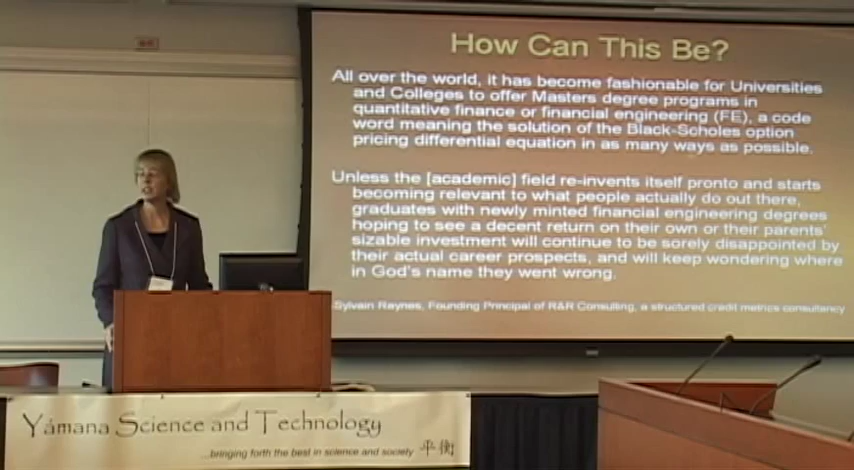 How Can This Be?
All over the world, it has become fashionable for Universities
and Colleges to offer Masters degree programs in
quantitative finance or financial engineering (FE), a code
word meaning the solution of the Black-Scholes option
pricing differential equation in as many ways as possible.
Unless the [academic] field re-invents itself pronto and starts
becoming relevant to what people actually do out there,
graduates with newly minted financial engineering degrees
hoping to see a decent return on their own or their parents'
sizable investment will continue to be sorely disappointed by
their actual career prospects, and will keep wondering where
in God's name they went wrong.
Sylvain Raynes, Founding Principal of R&R Consulting, a structured credit metrics consultancy
Yámana Science and Technology
...bringing forth the best in science and society 平衡